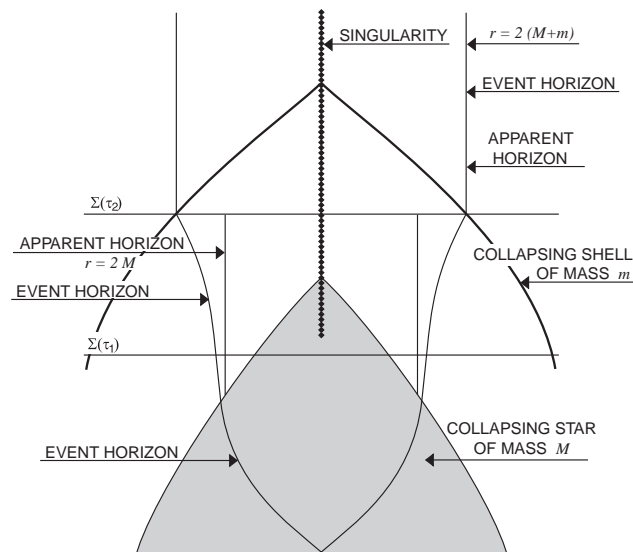 SINGULARITY
r = 2 (M+m)
EVENT HORIZON
APPARENT
HORIZON
Σ(τ2)
APPARENT HORIZON
r = 2 M
EVENT HORIZON
COLLAPSING SHELL
OF MASS m
Σ(τ1)
EVENT HORIZON
COLLAPSING STAR
OF MASS M